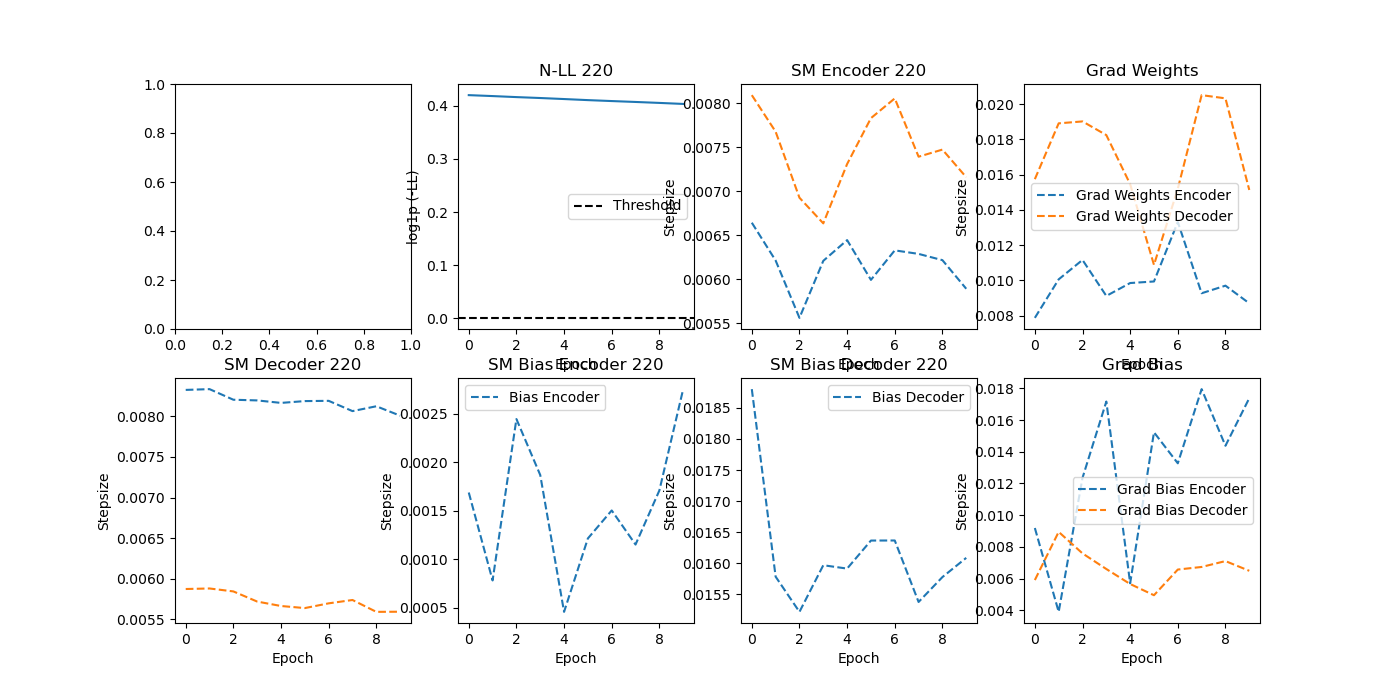 N-LL 220
SM Encoder 220
Grad Weights
1.0
0.8
0.6
0.4
0.2
0.0
0.0 0.2 0.4 0.6 0.8 1.0
log1p (-LL)
0.4
0.3
0.2
0.1
0.0
Threshold
0 2 4 6 8
Epoch
Stepsize
0.0080
0.0075
0.0070
0.0065
0.0060
0.0055
0 2 4 6 8
Epoch
Stepsize
0.020
0.018
0.016
0.014
0.012
0.010
0.008
Grad Weights Encoder
Grad Weights Decoder
0 2 4 6 8
Epoch
SM Decoder 220
SM Bias Encoder 220
SM Bias Decoder 220
Grad Bias
Stepsize
0.0080
0.0075
0.0070
0.0065
0.0060
0.0055
0 2 4 6 8
Epoch
Stepsize
0.0025
0.0020
0.0015
0.0010
0.0005
Bias Encoder
0 2 4 6 8
Epoch
Stepsize
0.0185
0.0180
0.0175
0.0170
0.0165
0.0160
0.0155
Bias Decoder
0 2 4 6 8
Epoch
Stepsize
0.018
0.016
0.014
0.012
0.010
0.008
0.006
0.004
Grad Bias Encoder
Grad Bias Decoder
0 2 4 6 8
Epoch